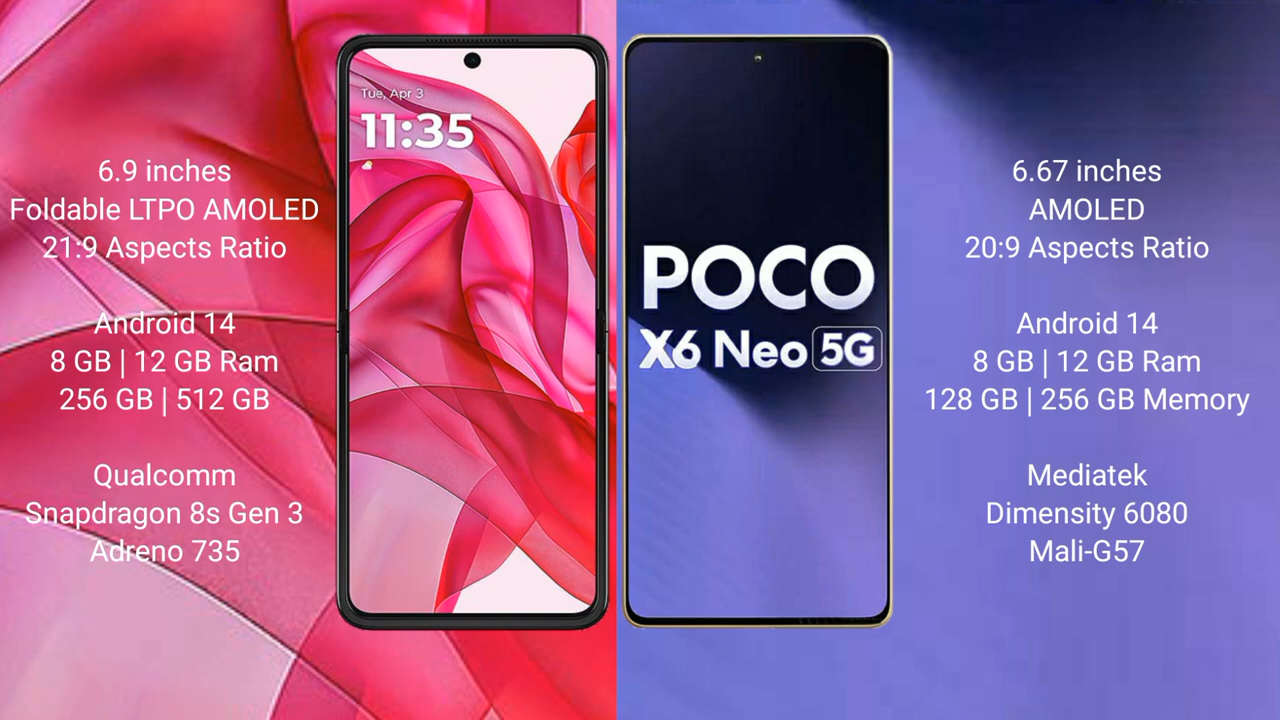 6.9 inches
Foldable LTPO AMOLED
21:9 Aspects Ratio
Android 14
8 GB | 12 GB Ram
256 GB | 512 GB
Qualcomm
Snapdragon 8s Gen 3
Adreno 735
Tue, Apr 3
11:35
POCO
X6 Neo 5G
6.67 inches
AMOLED
20:9 Aspects Ratio
Android 14
8 GB | 12 GB Ram
128 GB | 256 GB Memory
Mediatek
Dimensity 6080
Mali-G57